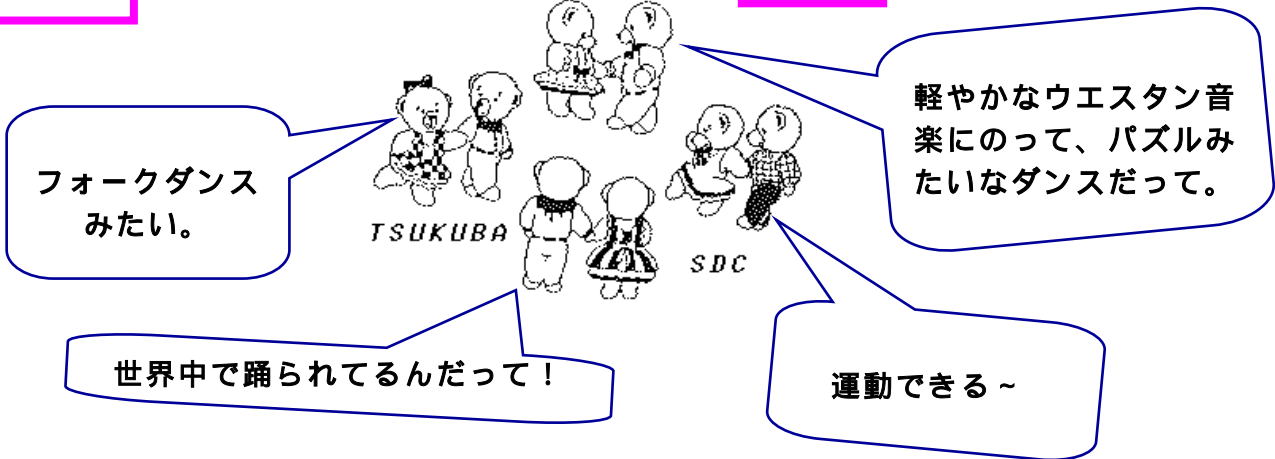 軽やかなウエスタン音
楽にのって、パズルみ
たいなダンスだって。
フォークダンス
みたい。
TSUKUBA
SDC
世界中で踊られてるんだって！
運動できる~